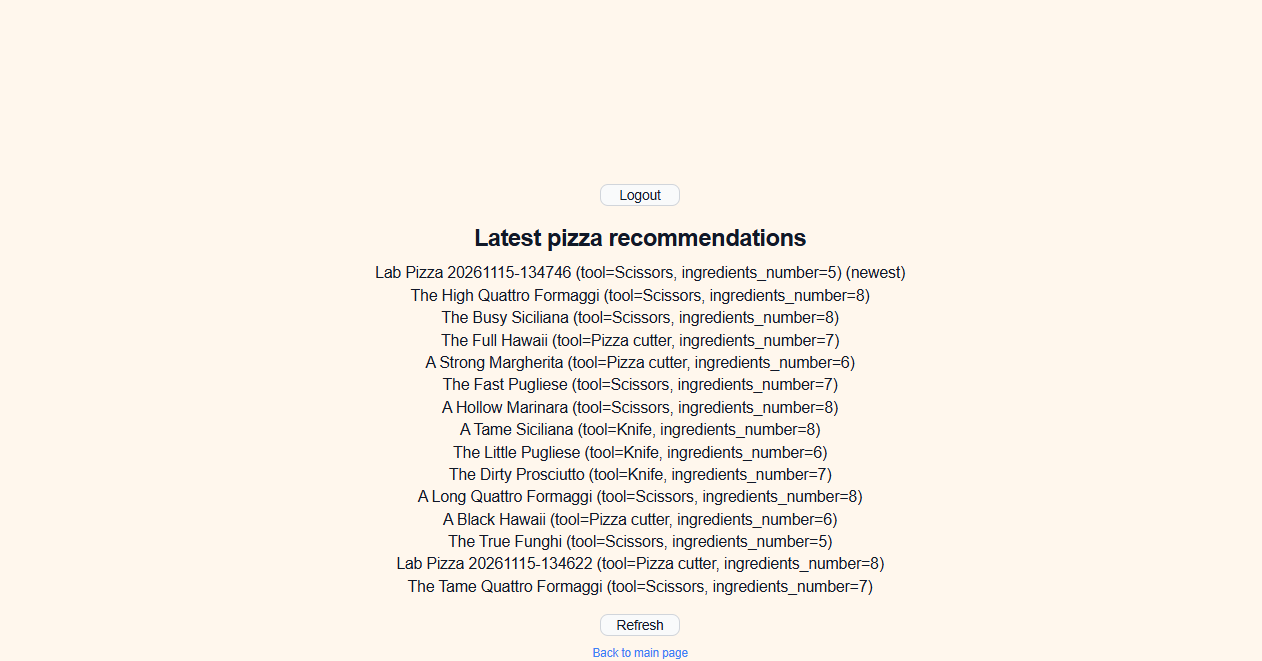 Logout
Latest pizza recommendations
Lab Pizza 20261115-134746 (tool=Scissors, ingredients_number=5) (newest)
The High Quattro Formaggi (tool=Scissors, ingredients_number=8)
The Busy Siciliana (tool=Scissors, ingredients_number=8)
The Full Hawaii (tool=Pizza cutter, ingredients_number=7)
A Strong Margherita (tool=Pizza cutter, ingredients_number=6)
The Fast Pugliese (tool=Scissors, ingredients_number=7)
A Hollow Marinara (tool=Scissors, ingredients_number=8)
A Tame Siciliana (tool=Knife, ingredients_number=8)
The Little Pugliese (tool=Knife, ingredients_number=6)
The Dirty Prosciutto (tool=Knife, ingredients_number=7)
A Long Quattro Formaggi (tool=Scissors, ingredients_number=8)
A Black Hawaii (tool=Pizza cutter, ingredients_number=6)
The True Funghi (tool=Scissors, ingredients_number=5)
Lab Pizza 20261115-134622 (tool=Pizza cutter, ingredients_number=8)
The Tame Quattro Formaggi (tool=Scissors, ingredients_number=7)
Refresh
Back to main page